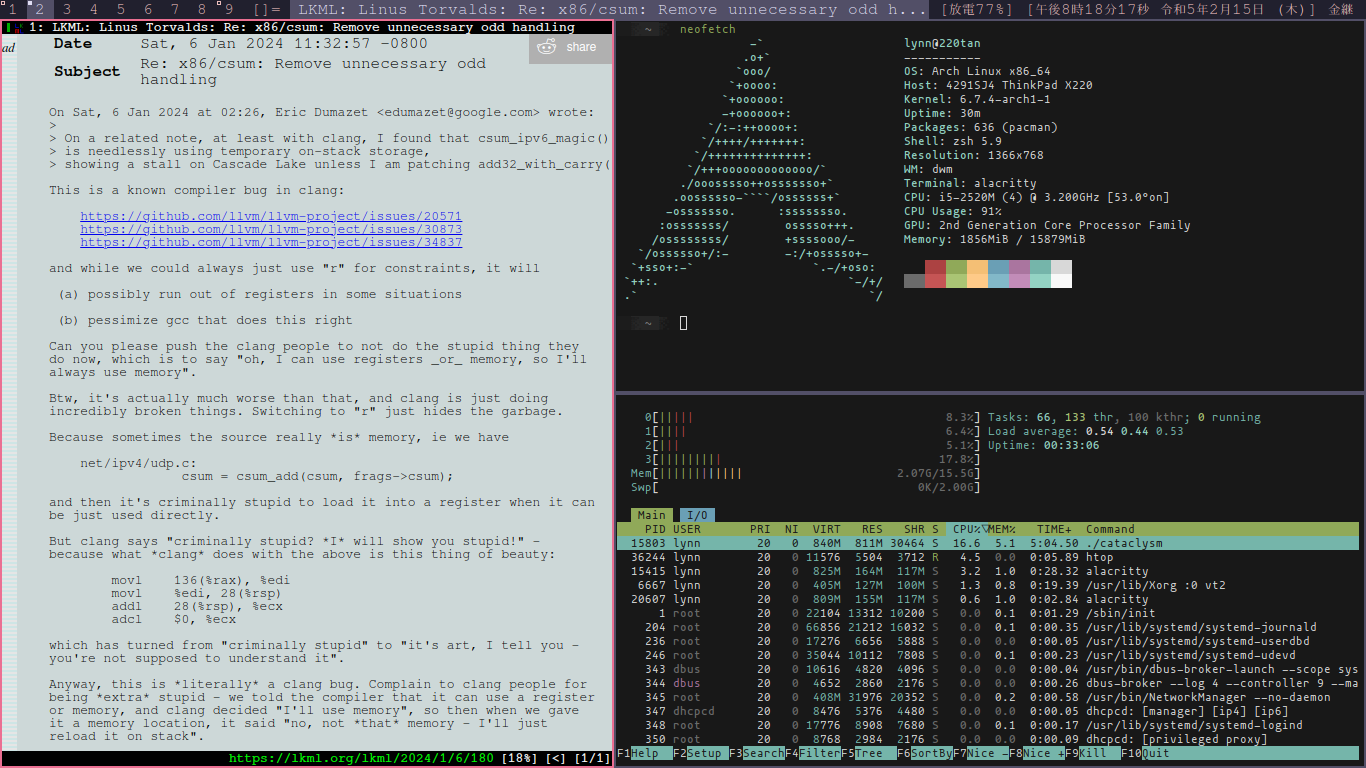 1 2 3 4 5 6 7 8 9 []= LKML: Linus Torvalds: Re: x86/csum: Remove unnecessary odd h... [放電77%] [午後8時18分17秒 令和5年2月15日 (木)] 金継
1: LKML: Linus Torvalds: Re: x86/csum: Remove unnecessary odd handling
ad
Date Sat, 6 Jan 2024 11:32:57 -0800
share
Subject Re: x86/csum: Remove unnecessary odd
handling
On Sat, 6 Jan 2024 at 02:26, Eric Dumazet <edumazet@google.com> wrote:
>
> On a related note, at least with clang, I found that csum_ipv6_magic()
> is needlessly using temporary on-stack storage,
> showing a stall on Cascade Lake unless I am patching add32_with_carry(
This is a known compiler bug in clang:
https://github.com/llvm/llvm-project/issues/20571
https://github.com/llvm/llvm-project/issues/30873
https://github.com/llvm/llvm-project/issues/34837
and while we could always just use "r" for constraints, it will
(a) possibly run out of registers in some situations
(b) pessimize gcc that does this right
Can you please push the clang people to not do the stupid thing they
do now, which is to say "oh, I can use registers _or_ memory, so I'll
always use memory".
Btw, it's actually much worse than that, and clang is just doing
incredibly broken things. Switching to "r" just hides the garbage.
Because sometimes the source really *is* memory, ie we have
net/ipv4/udp.c:
csum = csum_add(csum, frags->csum);
and then it's criminally stupid to load it into a register when it can
be just used directly.
But clang says "criminally stupid? *I* will show you stupid!" -
because what *clang* does with the above is this thing of beauty:
movl 136(%rax), %edi
movl %edi, 28(%rsp)
addl 28(%rsp), %ecx
adcl $0, %ecx
which has turned from "criminally stupid" to "it's art, I tell you -
you're not supposed to understand it".
Anyway, this is *literally* a clang bug. Complain to clang people for
being *extra* stupid - we told the compiler that it can use a register
or memory, and clang decided "I'll use memory", so then when we gave
it a memory location, it said "no, not *that* memory - I'll just
reload it on stack".
https://lkml.org/lkml/2024/1/6/180 [18%] [<] [1/1]
~ neofetch
lynn@220tan
-----------
OS: Arch Linux x86_64
Host: 4291SJ4 ThinkPad X220
Kernel: 6.7.4-arch1-1
Uptime: 30m
Packages: 636 (pacman)
Shell: zsh 5.9
Resolution: 1366x768
WM: dwm
Terminal: alacritty
CPU: i5-2520M (4) @ 3.200GHz [53.0°on]
CPU Usage: 91%
GPU: 2nd Generation Core Processor Family
Memory: 1856MiB / 15879MiB
~
0[||||| 8.3%] Tasks: 66, 133 thr, 100 kthr; 0 running
1[|||| 6.4%] Load average: 0.54 0.44 0.53
2[||| 5.1%] Uptime: 00:33:06
3[||||||||| 17.8%]
Mem[|||||||||||| 2.07G/15.5G]
Swp[ 0K/2.00G]
Main I/O
PID USER PRI NI VIRT RES SHR S CPU%▽MEM% TIME+ Command
15803 lynn 20 0 840M 811M 30464 S 16.6 5.1 5:04.50 ./cataclysm
36244 lynn 20 0 11576 5504 3712 R 4.5 0.0 0:05.89 htop
15415 lynn 20 0 825M 164M 117M S 3.2 1.0 0:28.32 alacritty
6667 lynn 20 0 405M 127M 100M S 1.3 0.8 0:19.39 /usr/lib/Xorg :0 vt2
20607 lynn 20 0 809M 155M 117M S 0.6 1.0 0:02.84 alacritty
1 root 20 0 22104 13312 10200 S 0.0 0.1 0:01.29 /sbin/init
204 root 20 0 66856 21212 16032 S 0.0 0.1 0:00.35 /usr/lib/systemd/systemd-journald
236 root 20 0 17276 6656 5888 S 0.0 0.0 0:00.05 /usr/lib/systemd/systemd-userdbd
246 root 20 0 35044 10112 7808 S 0.0 0.1 0:00.23 /usr/lib/systemd/systemd-udevd
343 dbus 20 0 10616 4820 4096 S 0.0 0.0 0:00.04 /usr/bin/dbus-broker-launch --scope sys
344 dbus 20 0 4652 2860 2176 S 0.0 0.0 0:00.26 dbus-broker --log 4 --controller 9 --ma
345 root 20 0 408M 31976 20352 S 0.0 0.2 0:00.58 /usr/bin/NetworkManager --no-daemon
347 dhcpcd 20 0 8476 5376 4480 S 0.0 0.0 0:00.05 dhcpcd: [manager] [ip4] [ip6]
348 root 20 0 17776 8908 7680 S 0.0 0.1 0:00.17 /usr/lib/systemd/systemd-logind
350 root 20 0 8768 2984 2176 S 0.0 0.0 0:00.09 dhcpcd: [privileged proxy]
F1Help F2Setup F3SearchF4FilterF5Tree F6SortByF7Nice -F8Nice +F9Kill F10Quit